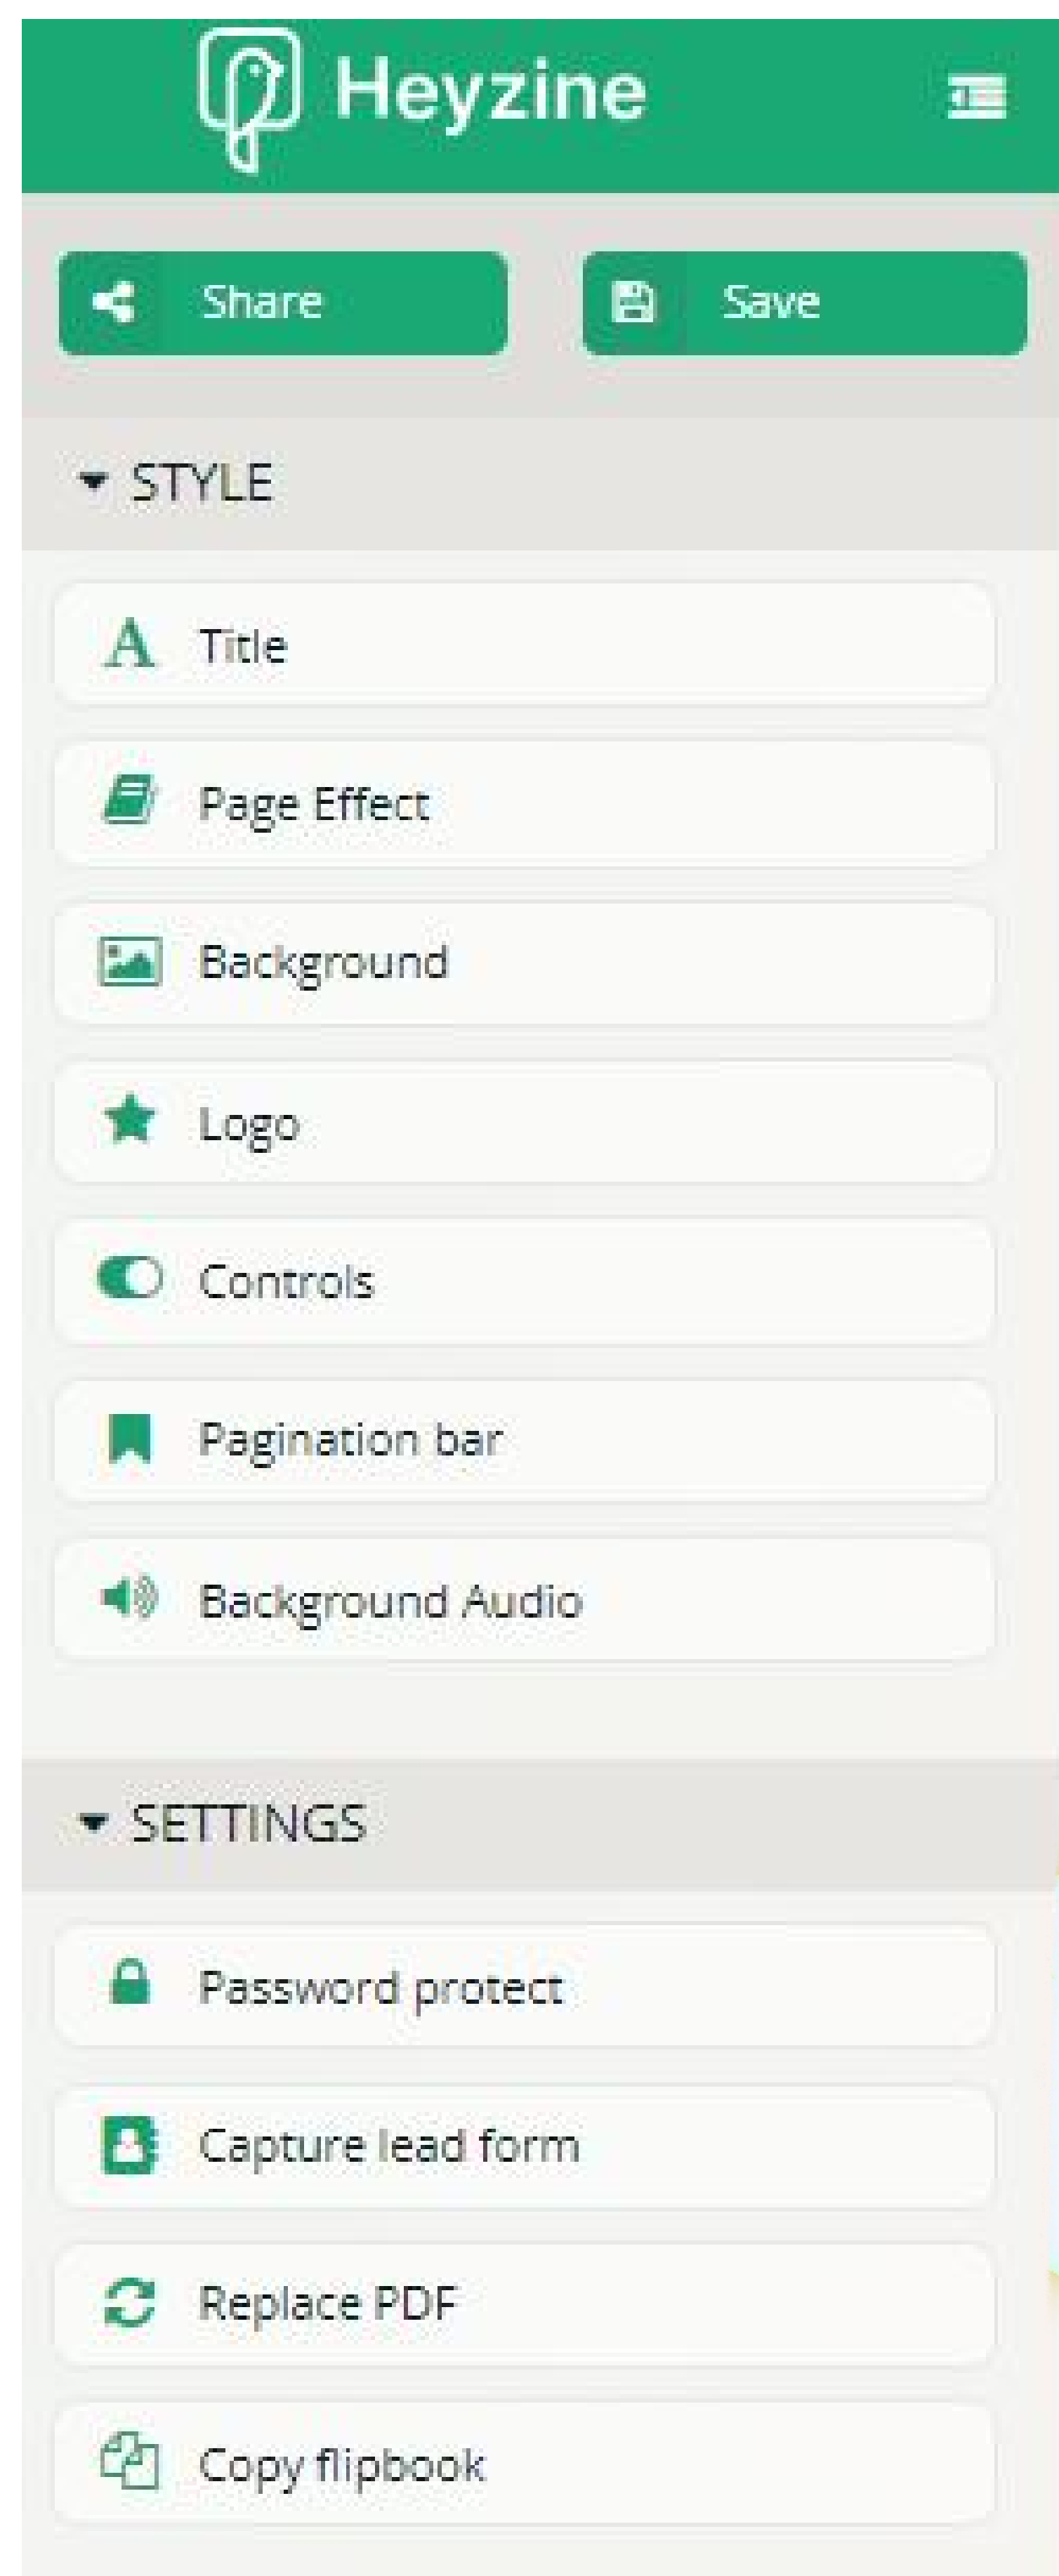 Heyzine
Share Save
STYLE
Title
Page Effect
Background
Logo
Controls
Pagination bar
Background Audio
SETTINGS
Password protect
Capture lead form
Replace PDF
Copy flipbook